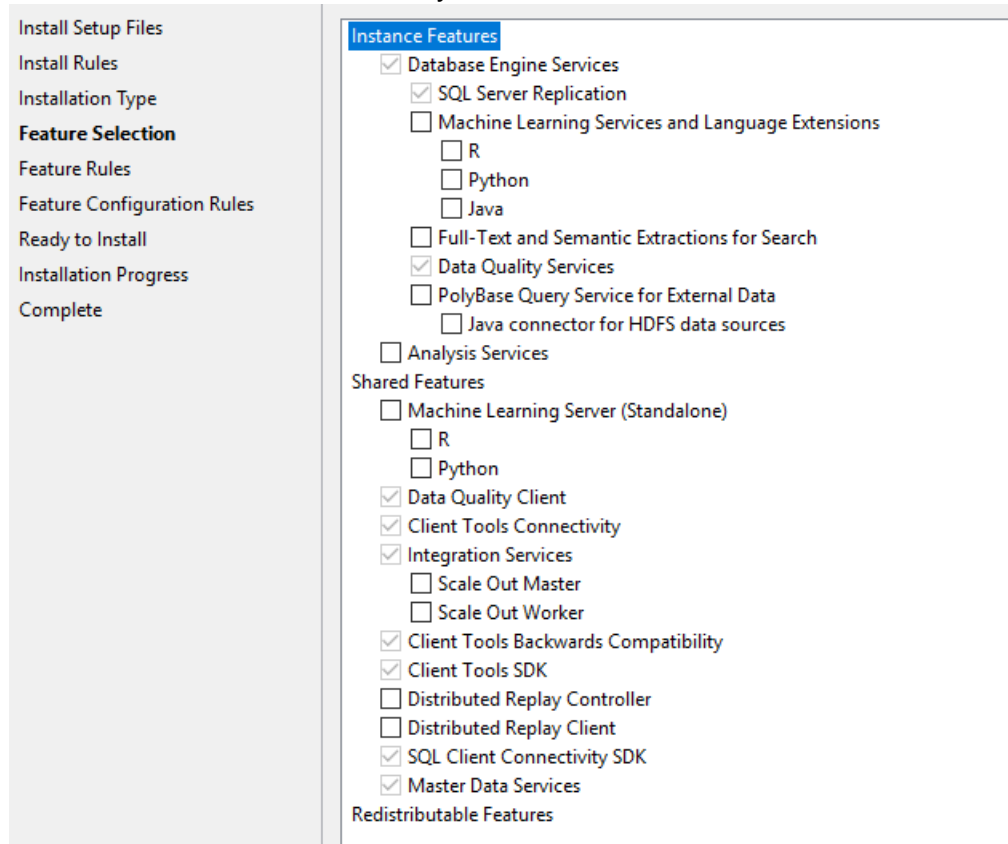 Install Setup Files
Install Rules
Installation Type
Feature Selection
Feature Rules
Feature Configuration Rules
Ready to Install
Installation Progress
Complete
Instance Features
Database Engine Services
SQL Server Replication
Machine Learning Services and Language Extensions
R
Python
Java
Full-Text and Semantic Extractions for Search
Data Quality Services
PolyBase Query Service for External Data
Java connector for HDFS data sources
Analysis Services
Shared Features
Machine Learning Server (Standalone)
R
Python
Data Quality Client
Client Tools Connectivity
Integration Services
Scale Out Master
Scale Out Worker
Client Tools Backwards Compatibility
Client Tools SDK
Distributed Replay Controller
Distributed Replay Client
SQL Client Connectivity SDK
Master Data Services
Redistributable Features